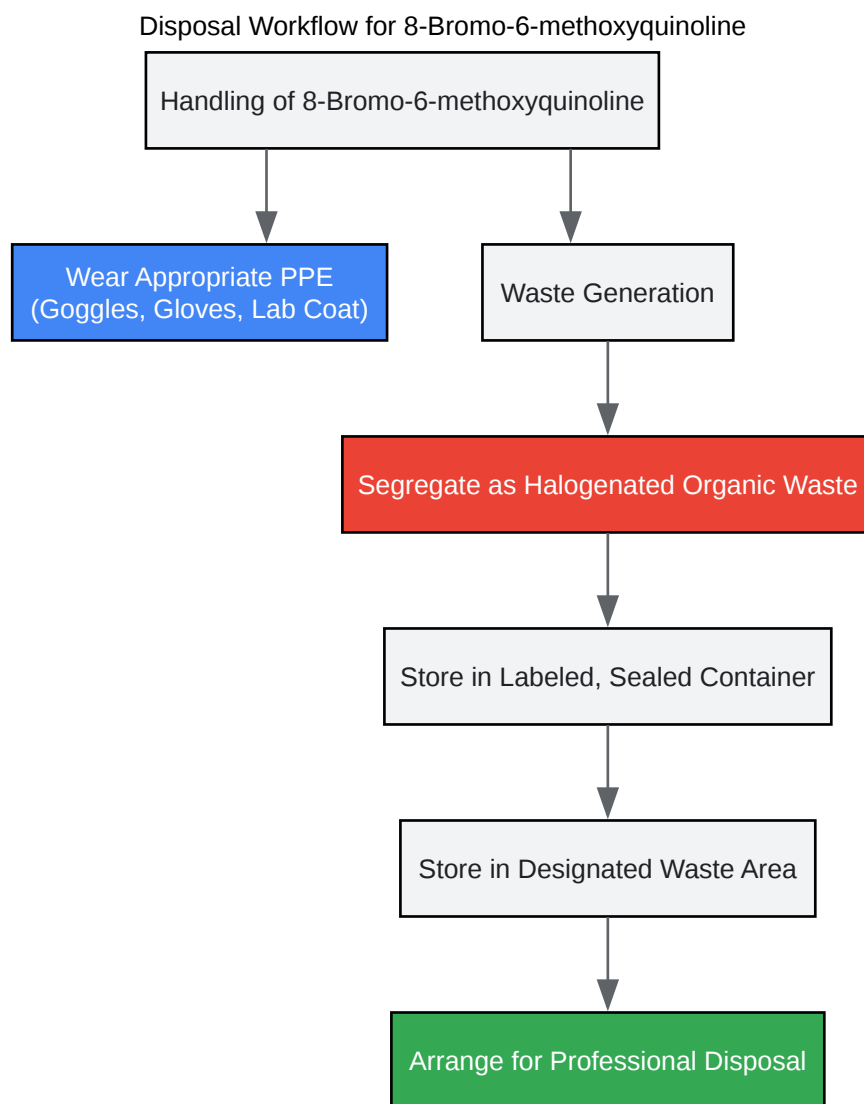 Disposal Workflow for 8-Bromo-6-methoxyquinoline
Handling of 8-Bromo-6-methoxyquinoline
Wear Appropriate PPE
(Goggles, Gloves, Lab Coat)
Waste Generation
Segregate as Halogenated Organic Waste
Store in Labeled, Sealed Container
Store in Designated Waste Area
Arrange for Professional Disposal